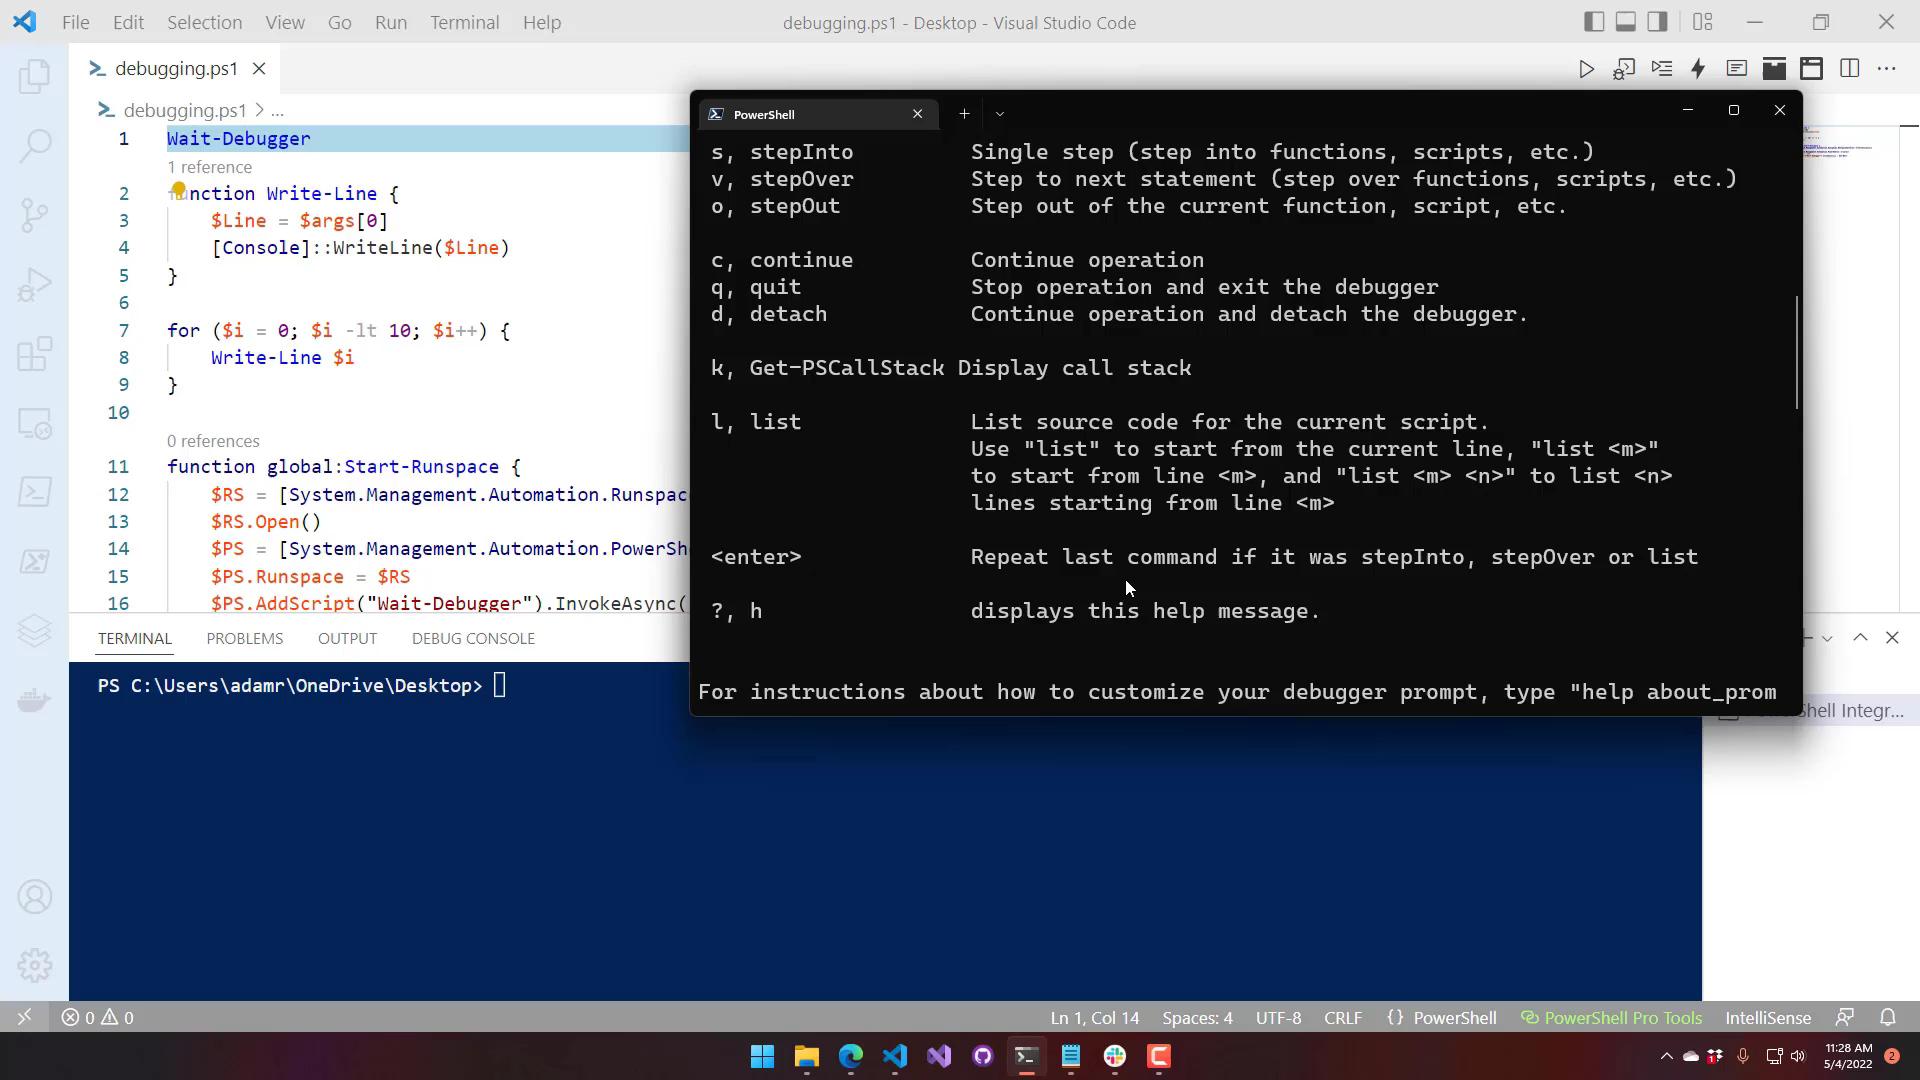 File Edit Selection View Go Run Terminal Help
debugging.ps1 - Desktop - Visual Studio Code
debugging.ps1
debugging.ps1 > ...
1 Wait-Debugger
1 reference
2 function Write-Line {
3 $Line = $args[0]
4 [Console]::WriteLine($Line)
5 }
6
7 for ($i = 0; $i -lt 10; $i++) {
8 Write-Line $i
9 }
10
0 references
11 function global:Start-Runspace {
12 $RS = [System.Management.Automation.Runspac
13 $RS.Open()
14 $PS = [System.Management.Automation.PowerSh
15 $PS.Runspace = $RS
16 $PS.AddScript("Wait-Debugger").InvokeAsync(
PowerShell
s, stepInto Single step (step into functions, scripts, etc.)
v, stepOver Step to next statement (step over functions, scripts, etc.)
o, stepOut Step out of the current function, script, etc.
c, continue Continue operation
q, quit Stop operation and exit the debugger
d, detach Continue operation and detach the debugger.
k, Get-PSCallStack Display call stack
l, list List source code for the current script.
Use "list" to start from the current line, "list <m>"
to start from line <m>, and "list <m> <n>" to list <n>
lines starting from line <m>
<enter> Repeat last command if it was stepInto, stepOver or list
?, h displays this help message.
For instructions about how to customize your debugger prompt, type "help about_prom
TERMINAL PROBLEMS OUTPUT DEBUG CONSOLE
PS C:\Users\adamr\OneDrive\Desktop>
Shell Integr...
0 0
Ln 1, Col 14 Spaces: 4 UTF-8 CRLF {} PowerShell PowerShell Pro Tools IntelliSense
11:28 AM
5/4/2022
2